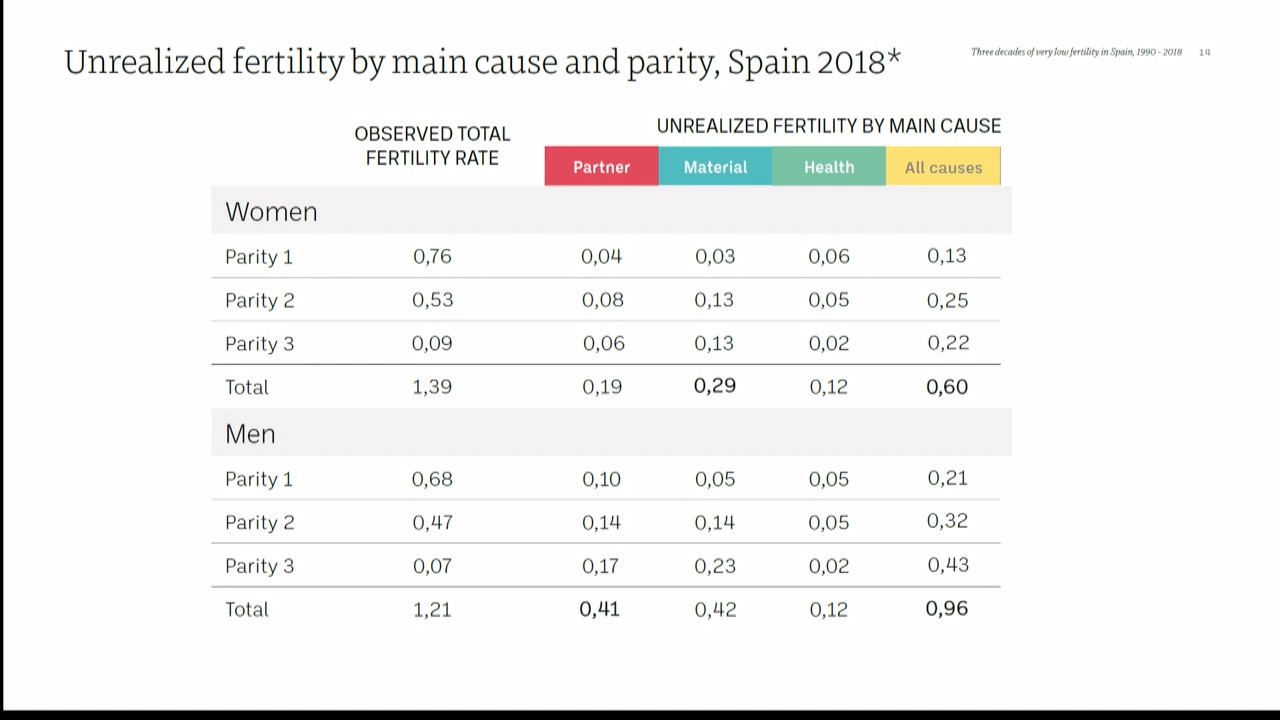 Unrealized fertility by main cause and parity, Spain 2018*
Three decades of very low fertility in Spain, 1990 - 2018 14
OBSERVED TOTAL
FERTILITY RATE
UNREALIZED FERTILITY BY MAIN CAUSE
Partner Material Health All causes
Women
Parity 1 0,76 0,04 0,03 0,06 0,13
Parity 2 0,53 0,08 0,13 0,05 0,25
Parity 3 0,09 0,06 0,13 0,02 0,22
Total 1,39 0,19 0,29 0,12 0,60
Men
Parity 1 0,68 0,10 0,05 0,05 0,21
Parity 2 0,47 0,14 0,14 0,05 0,32
Parity 3 0,07 0,17 0,23 0,02 0,43
Total 1,21 0,41 0,42 0,12 0,96